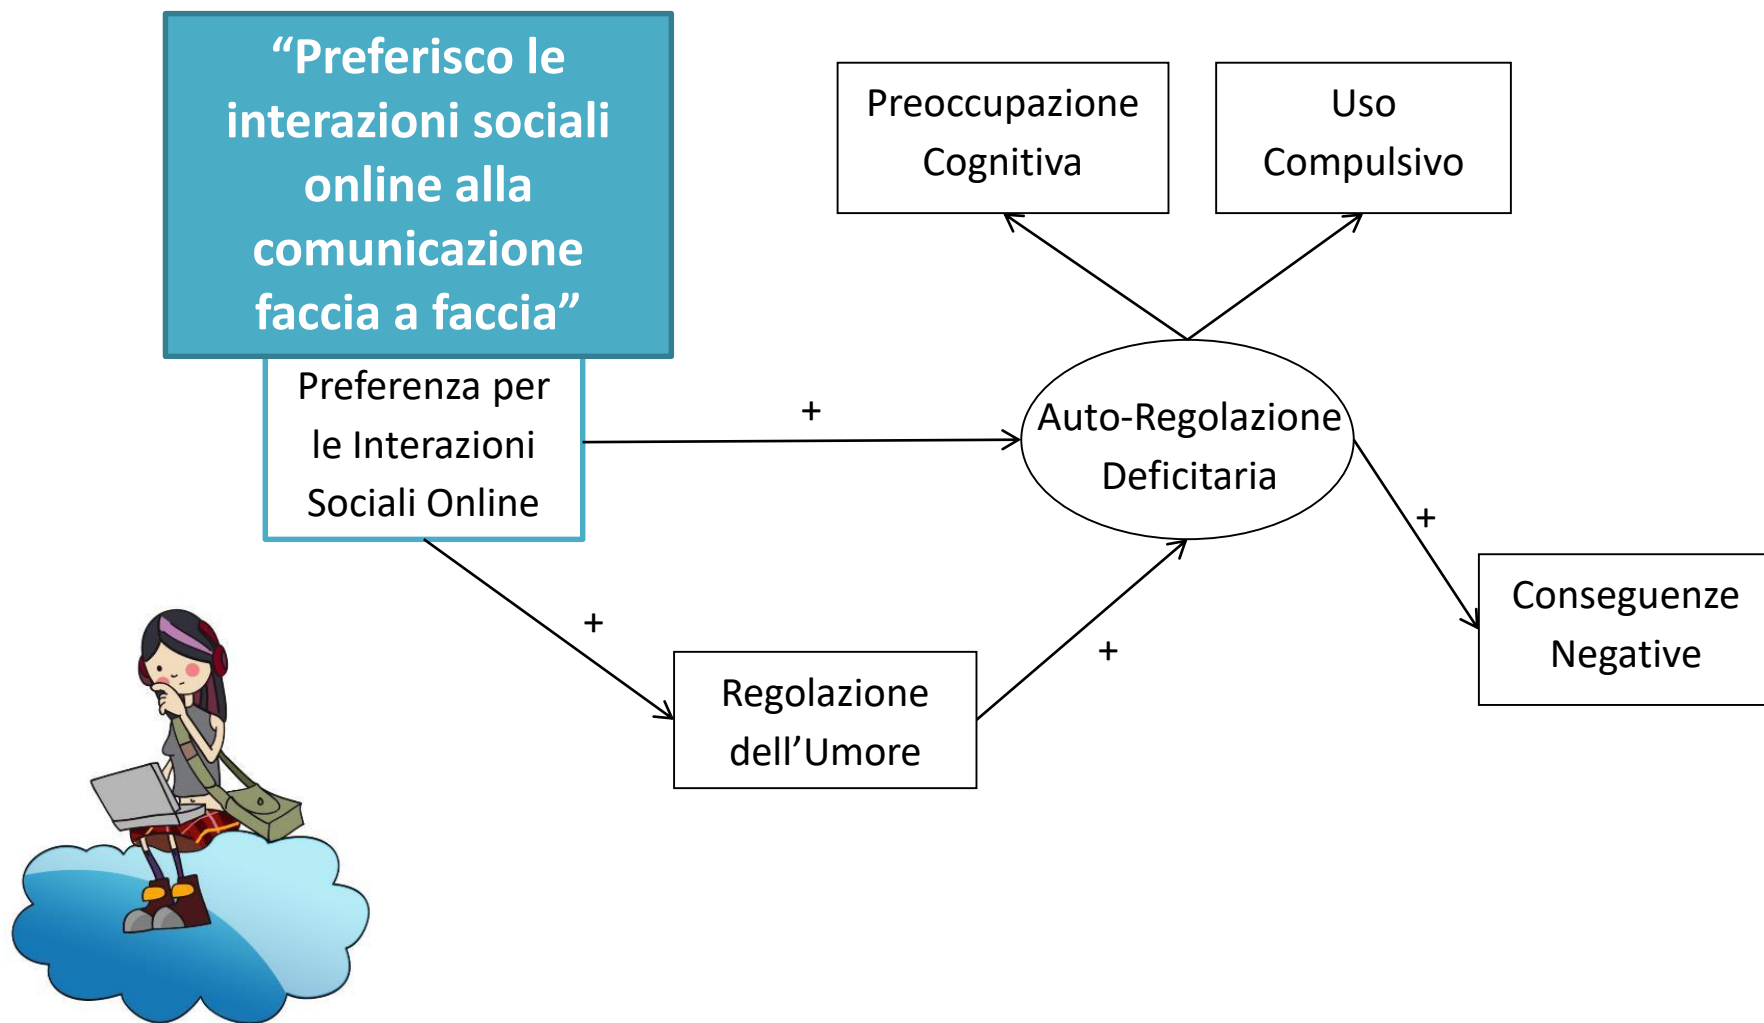 “Preferisco le
interazioni sociali
online alla
comunicazione
faccia a faccia”
Preferenza per
le Interazioni
Sociali Online
Preoccupazione
Cognitiva
Uso
Compulsivo
+
Auto-Regolazione
Deficitaria
+
+
+
Regolazione
dell’Umore
Conseguenze
Negative